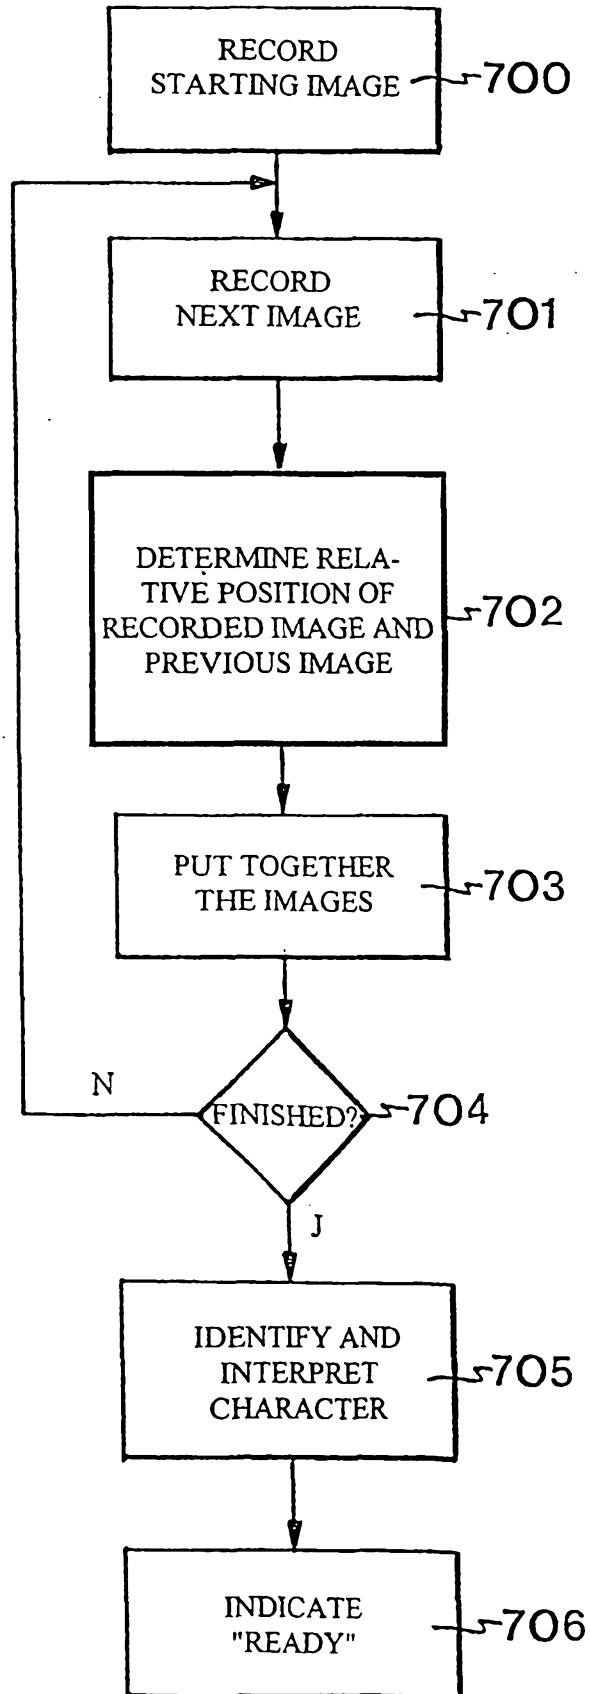 RECORD
STARTING IMAGE
700
RECORD
NEXT IMAGE
701
DETERMINE RELA-
TIVE POSITION OF
RECORDED IMAGE AND
PREVIOUS IMAGE
702
PUT TOGETHER
THE IMAGES
703
N
FINISHED?
704
J
IDENTIFY AND
INTERPRET
CHARACTER
705
INDICATE
"READY"
706